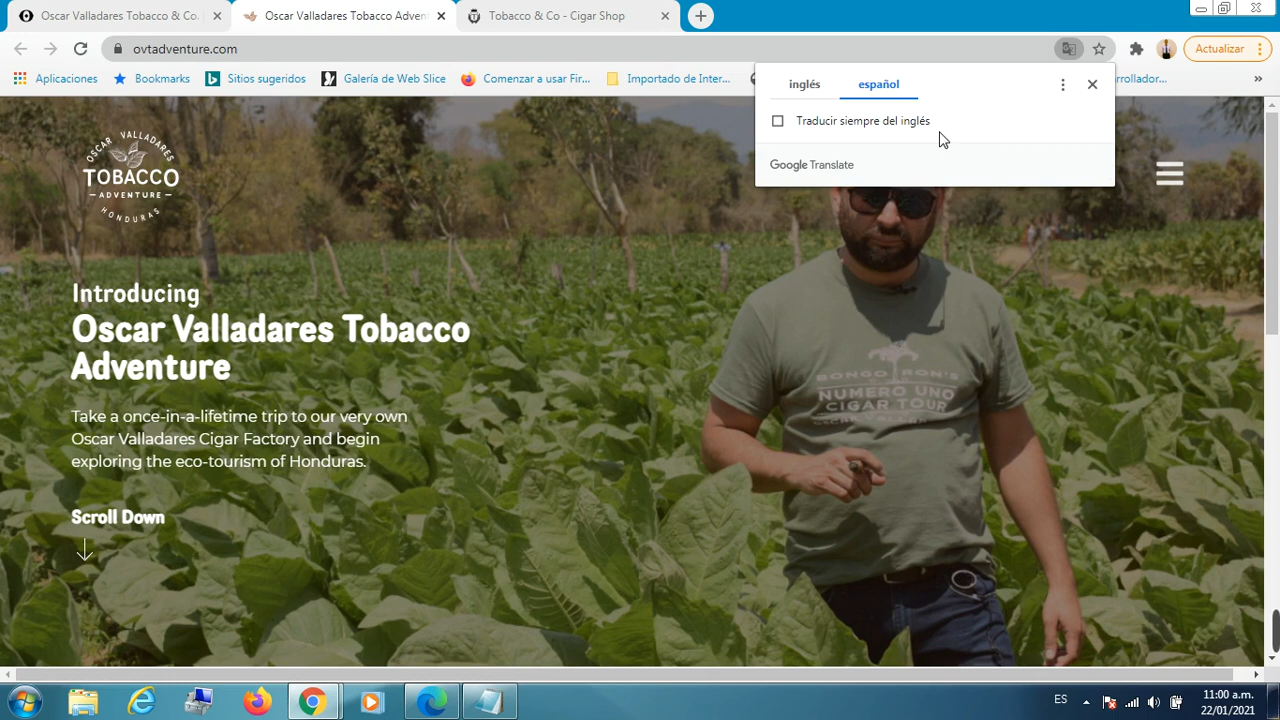 Oscar Valladares Tobacco & Co.
Oscar Valladares Tobacco Advent
Tobacco & Co - Cigar Shop
ovtadventure.com
Actualizar
Aplicaciones
Bookmarks
Sitios sugeridos
Galería de Web Slice
Comenzar a usar Fir...
Importado de Inter...
rrollador...
»
inglés
español
Traducir siempre del inglés
Google Translate
OSCAR VALLADARES
TOBACCO
ADVENTURE
HONDURAS
Introducing
Oscar Valladares Tobacco
Adventure
Take a once-in-a-lifetime trip to our very own
Oscar Valladares Cigar Factory and begin
exploring the eco-tourism of Honduras.
Scroll Down
BONGO RON'S
NUMERO UNO
CIGAR TOUR
ES
11:00 a.m.
22/01/2021